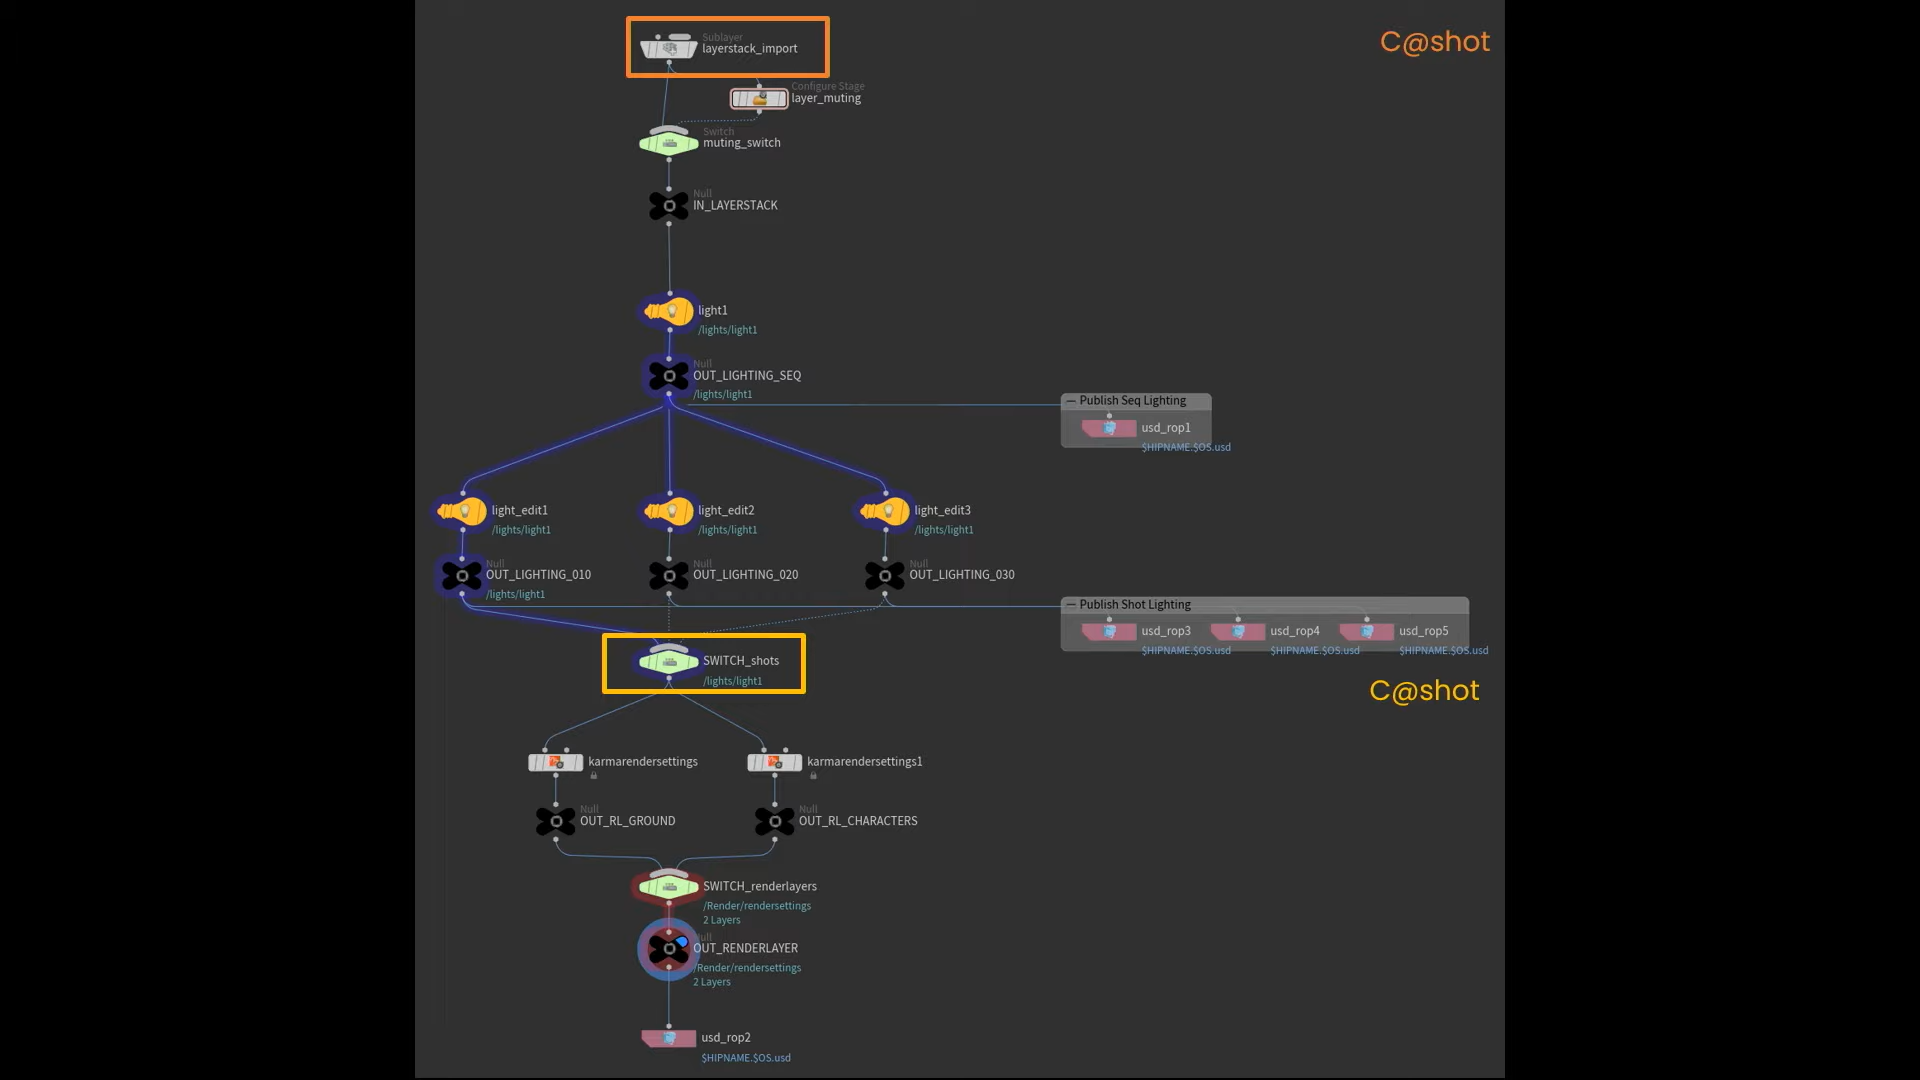 C@shot
Sublayer
layerstack_import
Configure Stage
layer_muting
Switch
muting_switch
Null
IN_LAYERSTACK
light1
/lights/light1
Null
OUT_LIGHTING_SEQ
/lights/light1
Publish Seq Lighting
usd_rop1
$HIPNAME.$OS.usd
light_edit1
/lights/light1
light_edit2
/lights/light1
light_edit3
/lights/light1
Null
OUT_LIGHTING_010
/lights/light1
Null
OUT_LIGHTING_020
Null
OUT_LIGHTING_030
Publish Shot Lighting
usd_rop3
$HIPNAME.$OS.usd
usd_rop4
$HIPNAME.$OS.usd
usd_rop5
$HIPNAME.$OS.usd
SWITCH_shots
/lights/light1
C@shot
karmarendersettings
karmarendersettings1
Null
OUT_RL_GROUND
Null
OUT_RL_CHARACTERS
SWITCH_renderlayers
/Render/rendersettings
2 Layers
Null
OUT_RENDERLAYER
/Render/rendersettings
2 Layers
usd_rop2
$HIPNAME.$OS.usd